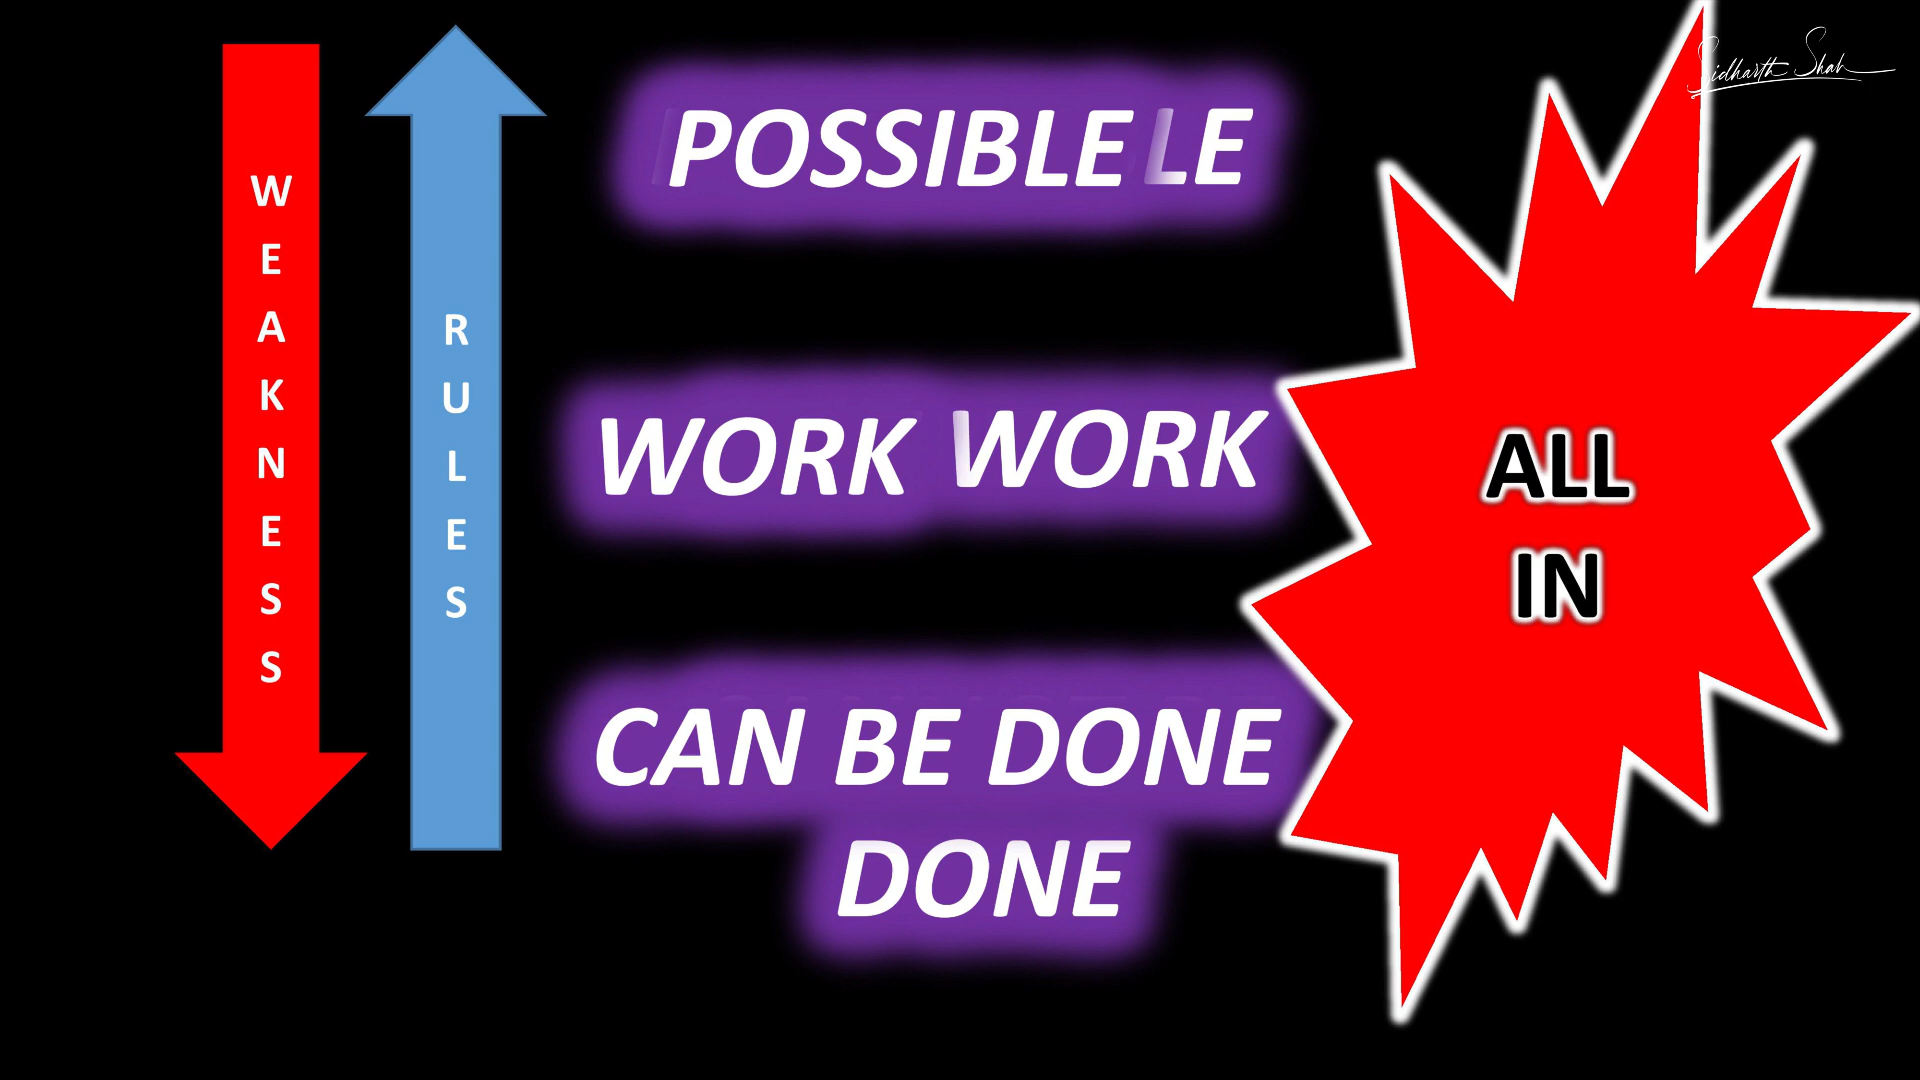 WEAKNESS
RULES
POSSIBLE LE
WORK WORK
CAN BE DONE
DONE
ALL
IN
Sidharth Shah